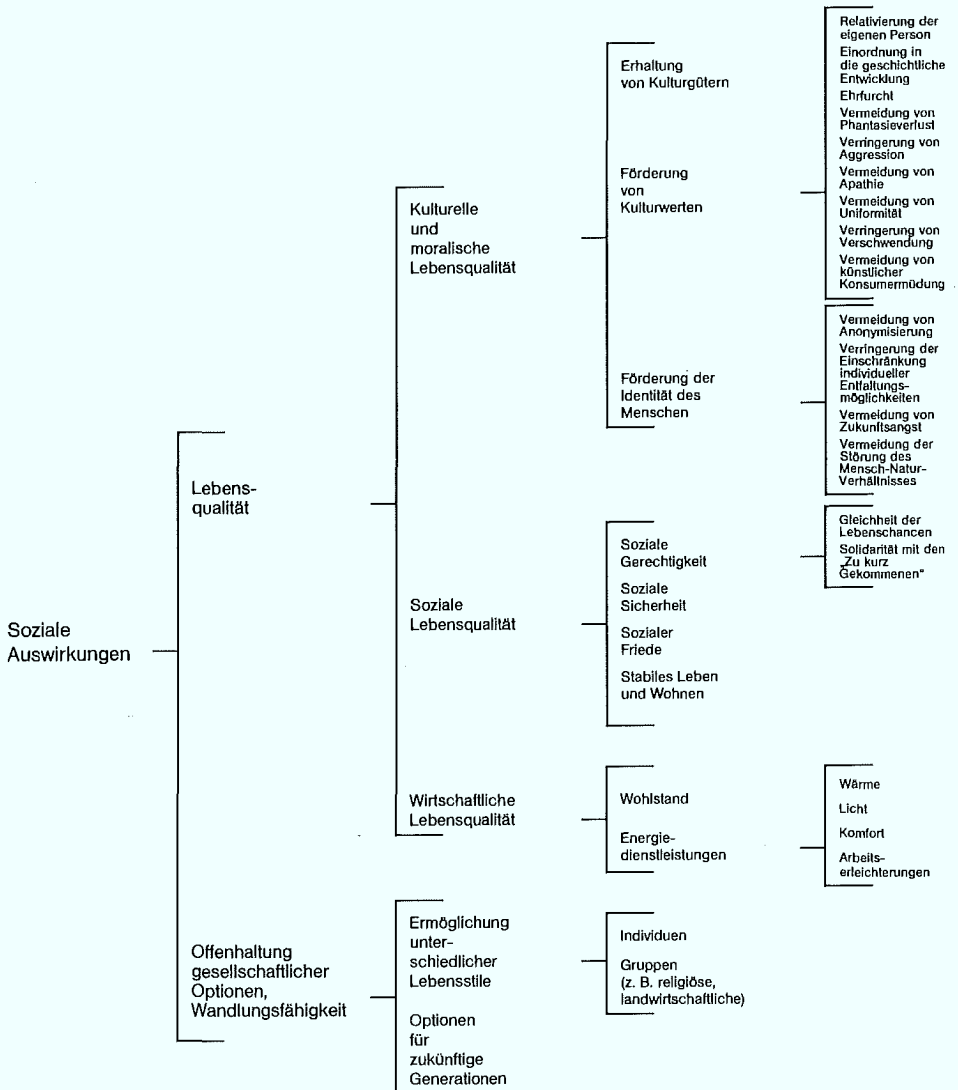 Soziale
Auswirkungen
Lebens-
qualität
Offenhaltung
gesellschaftlicher
Optionen,
Wandlungsfähigkeit
Kulturelle
und
moralische
Lebensqualität
Soziale
Lebensqualität
Wirtschaftliche
Lebensqualität
Ermöglichung
unter-
schiedlicher
Lebensstile
Optionen
für
zukünftige
Generationen
Erhaltung
von Kulturgütern
Förderung
von
Kulturwerten
Förderung der
Identität des
Menschen
Soziale
Gerechtigkeit
Soziale
Sicherheit
Sozialer
Friede
Stabiles Leben
und Wohnen
Wohlstand
Energie-
dienstleistungen
Individuen
Gruppen
(z. B. religiöse,
landwirtschaftliche)
Relativierung der
eigenen Person
Einordnung in
die geschichtliche
Entwicklung
Ehrfurcht
Vermeidung von
Phantasieverlust
Verringerung von
Aggression
Vermeidung von
Apathie
Vermeidung von
Uniformität
Verringerung von
Verschwendung
Vermeidung von
künstlicher
Konsumermüdung
Vermeidung von
Anonymisierung
Verringerung der
Einschränkung
individueller
Entfaltungs-
möglichkeiten
Vermeidung von
Zukunftsangst
Vermeidung der
Störung des
Mensch-Natur-
Verhältnisses
Gleichheit der
Lebenschancen
Solidarität mit den
„Zu kurz
Gekommenen“
Wärme
Licht
Komfort
Arbeits-
erleichterungen